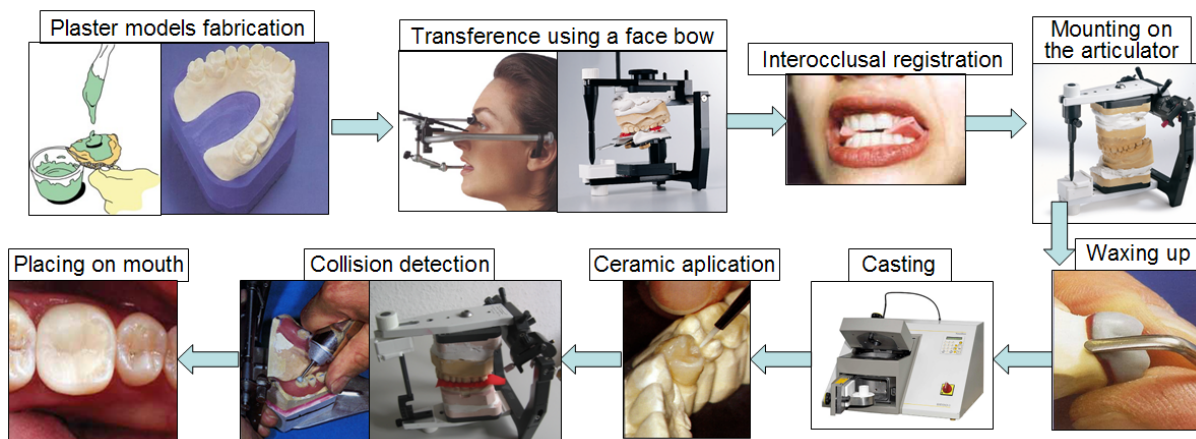 Plaster models fabrication
Transference using a face bow
Interocclusal registration
Mounting on
the articulator
Waxing up
Casting
Ceramic aplication
Collision detection
Placing on mouth